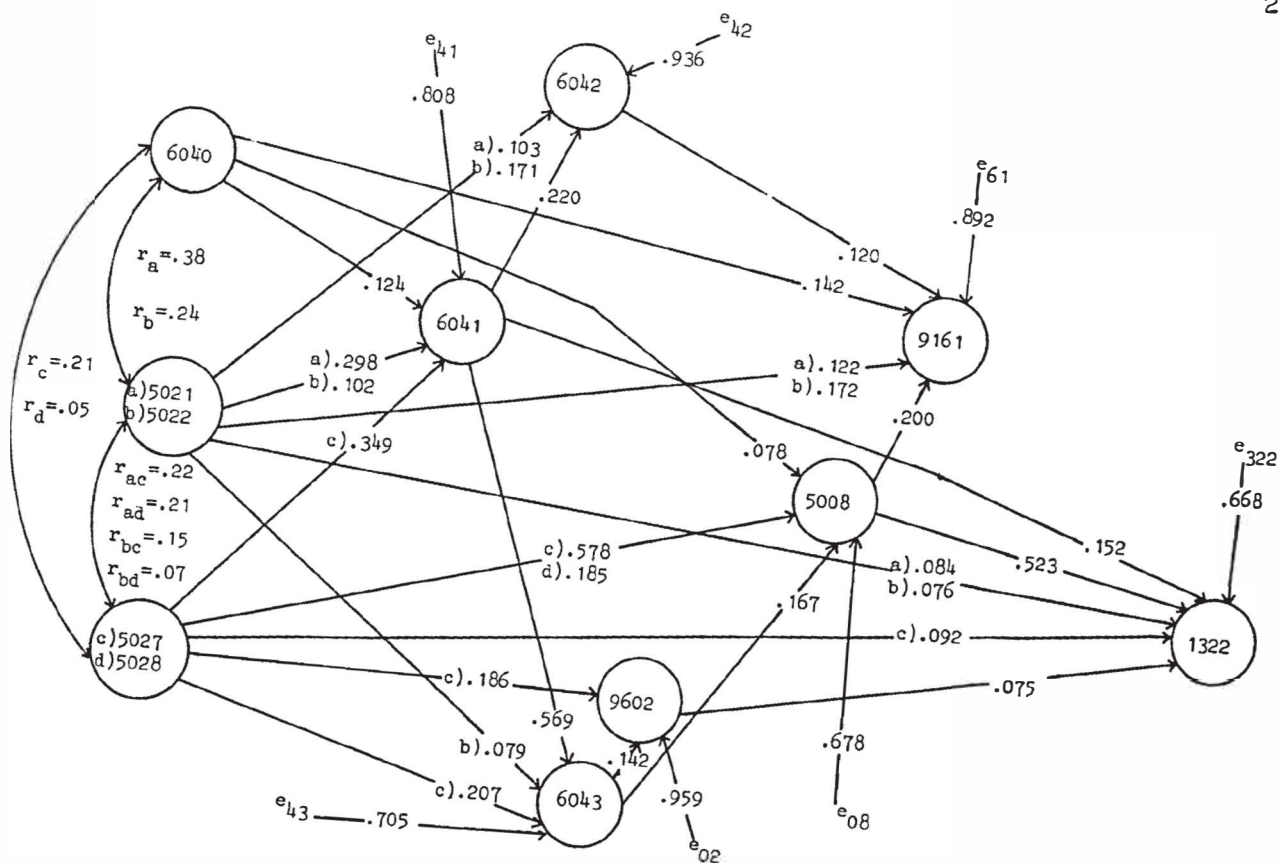 2
e42
e41
.936
6042
.808
a).103
b).171
6040
e61
.220
.892
ra=.38
.120
.124
.142
rb=.24
6041
9161
a).298
b).102
a).122
b).172
rc=.21
rd=.05
a)5021
b)5022
.200
c).349
.078
e322
.668
rac=.22
rad=.21
rbc=.15
rbd=.07
5008
c).578
d).185
.152
.523
a).084
b).076
.167
c)5027
d)5028
c).092
1322
c).186
9602
.075
.569
.678
b).079
.142
c).207
.959
6043
e43
.705
e08
e02